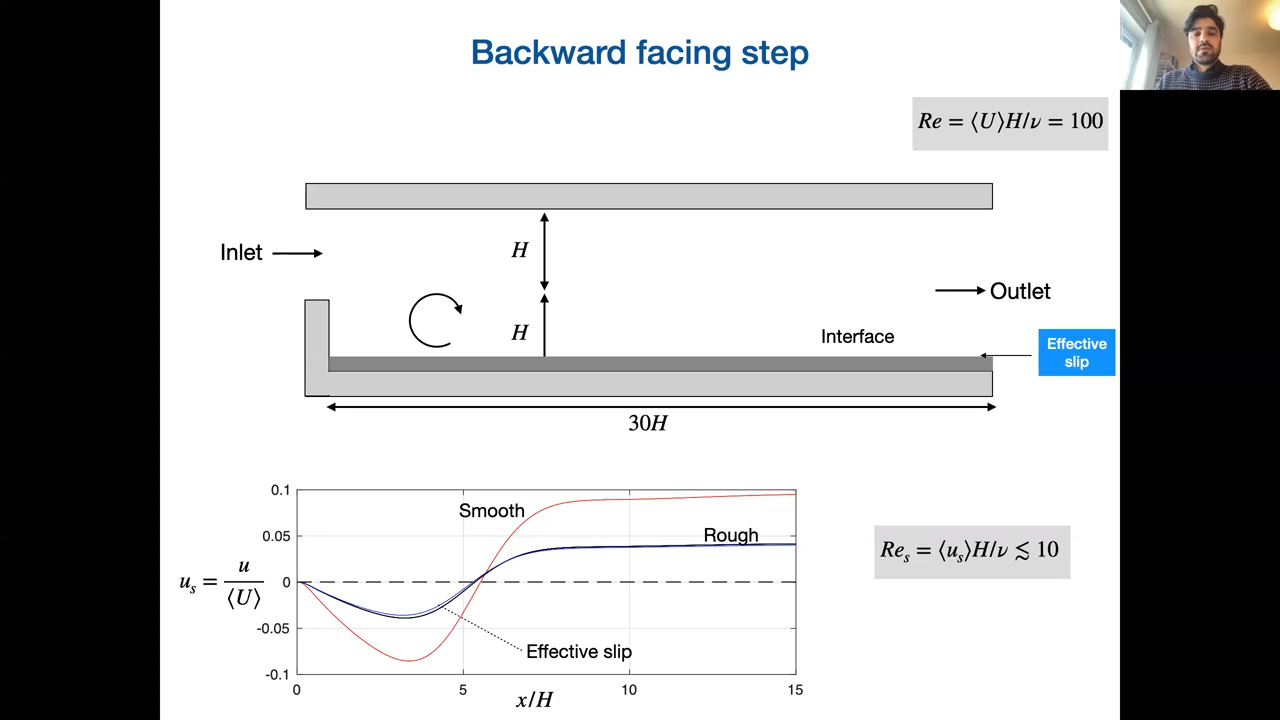 Backward facing step
Re = ⟨U⟩H/ν = 100
Inlet
H
Outlet
H
Interface
Effective
slip
30H
0.1
0.05
0
-0.05
-0.1
u_s = u/⟨U⟩
Smooth
Rough
Effective slip
0
5
10
15
x/H
Re_s = ⟨u_s⟩H/ν ≲ 10